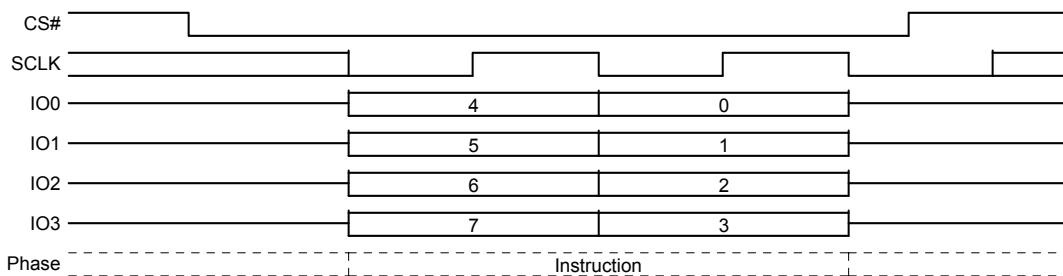 CS#
SCLK
IO0 4 0
IO1 5 1
IO2 6 2
IO3 7 3
Phase Instruction